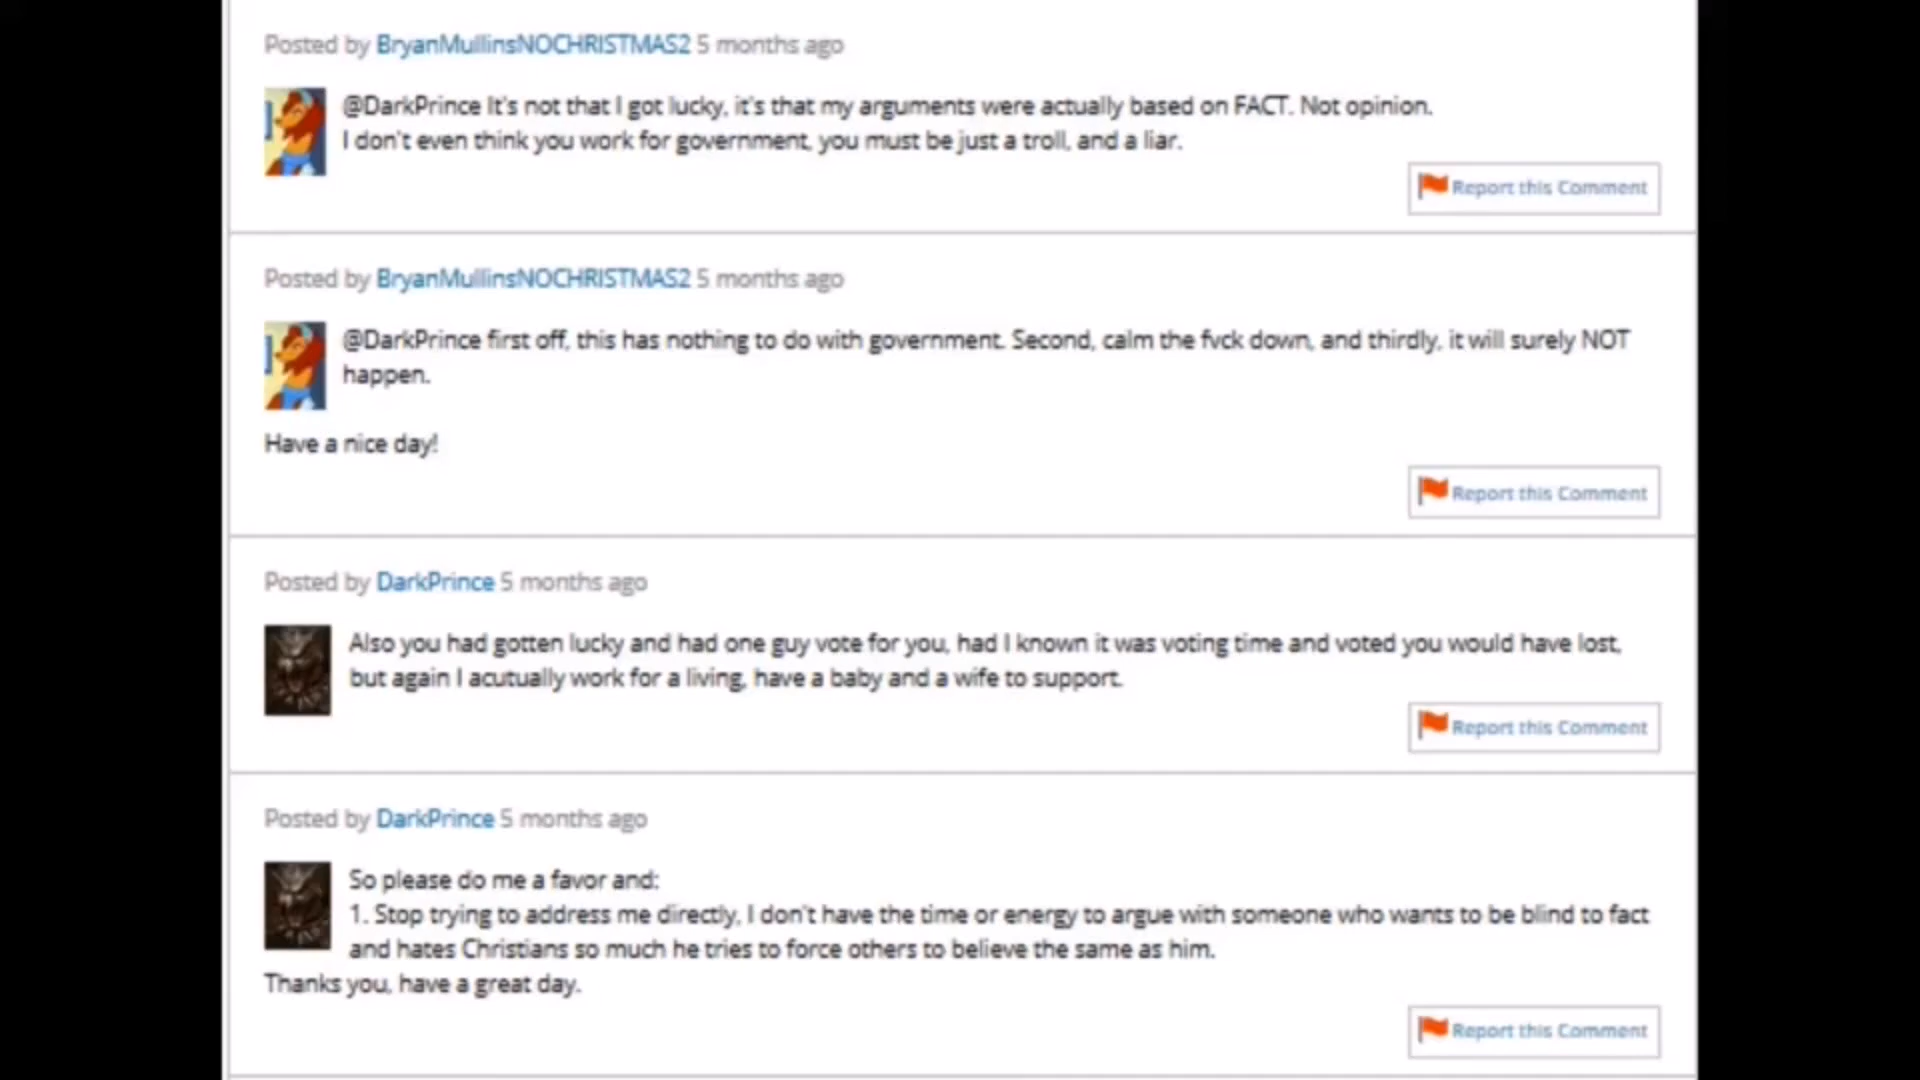 Posted by BryanMullinsNOCHRISTMAS2 5 months ago
@DarkPrince It's not that I got lucky, it's that my arguments were actually based on FACT. Not opinion.
I don't even think you work for government, you must be just a troll, and a liar.
Report this Comment
Posted by BryanMullinsNOCHRISTMAS2 5 months ago
@DarkPrince first off, this has nothing to do with government. Second, calm the fvck down, and thirdly, it will surely NOT
happen.
Have a nice day!
Report this Comment
Posted by DarkPrince 5 months ago
Also you had gotten lucky and had one guy vote for you, had I known it was voting time and voted you would have lost,
but again I acutually work for a living, have a baby and a wife to support.
Report this Comment
Posted by DarkPrince 5 months ago
So please do me a favor and:
1. Stop trying to address me directly, I don't have the time or energy to argue with someone who wants to be blind to fact
and hates Christians so much he tries to force others to believe the same as him.
Thanks you, have a great day.
Report this Comment